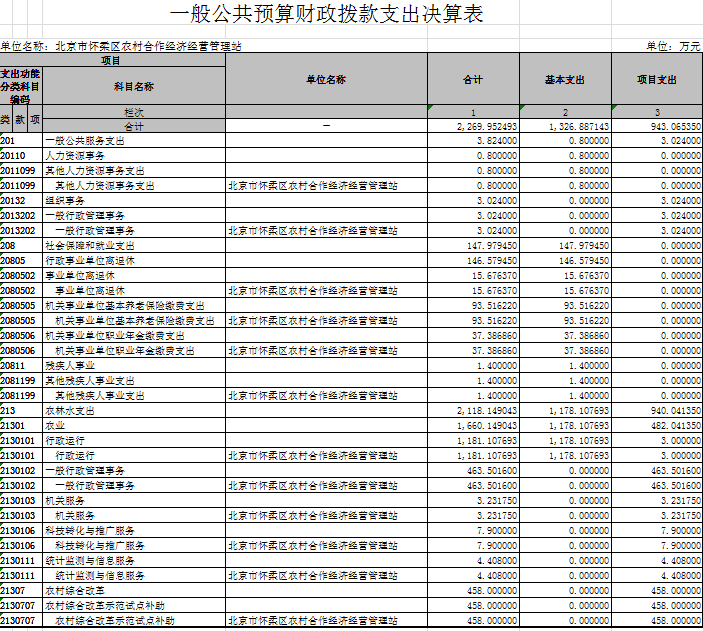 一般公共预算财政拨款支出决算表
单位名称：北京市怀柔区农村合作经济经营管理站 单位：万元
项目 单位名称 合计 基本支出 项目支出
支出功能分类科目编码 科目名称
类 款 项 栏次 1 2 3
合计 — 2,269.952493 1,326.887143 943.065350
201 一般公共服务支出 3.824000 0.800000 3.024000
20110 人力资源事务 0.800000 0.800000 0.000000
2011099 其他人力资源事务支出 0.800000 0.800000 0.000000
2011099 其他人力资源事务支出 北京市怀柔区农村合作经济经营管理站 0.800000 0.800000 0.000000
20132 组织事务 3.024000 0.000000 3.024000
2013202 一般行政管理事务 3.024000 0.000000 3.024000
2013202 一般行政管理事务 北京市怀柔区农村合作经济经营管理站 3.024000 0.000000 3.024000
208 社会保障和就业支出 147.979450 147.979450 0.000000
20805 行政事业单位离退休 146.579450 146.579450 0.000000
2080502 事业单位离退休 15.676370 15.676370 0.000000
2080502 事业单位离退休 北京市怀柔区农村合作经济经营管理站 15.676370 15.676370 0.000000
2080505 机关事业单位基本养老保险缴费支出 93.516220 93.516220 0.000000
2080505 机关事业单位基本养老保险缴费支出 北京市怀柔区农村合作经济经营管理站 93.516220 93.516220 0.000000
2080506 机关事业单位职业年金缴费支出 37.386860 37.386860 0.000000
2080506 机关事业单位职业年金缴费支出 北京市怀柔区农村合作经济经营管理站 37.386860 37.386860 0.000000
20811 残疾人事业 1.400000 1.400000 0.000000
2081199 其他残疾人事业支出 1.400000 1.400000 0.000000
2081199 其他残疾人事业支出 北京市怀柔区农村合作经济经营管理站 1.400000 1.400000 0.000000
213 农林水支出 2,118.149043 1,178.107693 940.041350
21301 农业 1,660.149043 1,178.107693 482.041350
2130101 行政运行 1,181.107693 1,178.107693 3.000000
2130101 行政运行 北京市怀柔区农村合作经济经营管理站 1,181.107693 1,178.107693 3.000000
2130102 一般行政管理事务 463.501600 0.000000 463.501600
2130102 一般行政管理事务 北京市怀柔区农村合作经济经营管理站 463.501600 0.000000 463.501600
2130103 机关服务 3.231750 0.000000 3.231750
2130103 机关服务 北京市怀柔区农村合作经济经营管理站 3.231750 0.000000 3.231750
2130106 科技转化与推广服务 7.900000 0.000000 7.900000
2130106 科技转化与推广服务 北京市怀柔区农村合作经济经营管理站 7.900000 0.000000 7.900000
2130111 统计监测与信息服务 4.408000 0.000000 4.408000
2130111 统计监测与信息服务 北京市怀柔区农村合作经济经营管理站 4.408000 0.000000 4.408000
21307 农村综合改革 458.000000 0.000000 458.000000
2130707 农村综合改革示范试点补助 458.000000 0.000000 458.000000
2130707 农村综合改革示范试点补助 北京市怀柔区农村合作经济经营管理站 458.000000 0.000000 458.000000